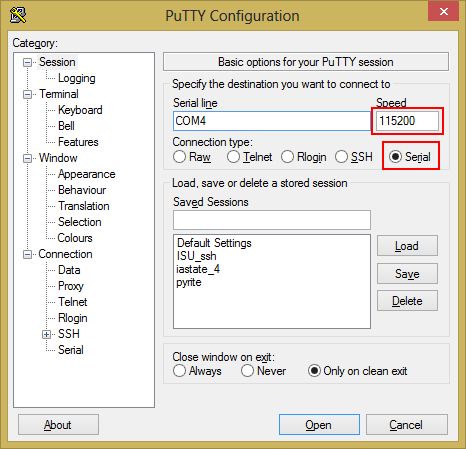 PuTTY Configuration
Category:
Session
Logging
Terminal
Keyboard
Bell
Features
Window
Appearance
Behaviour
Translation
Selection
Colours
Connection
Data
Proxy
Telnet
Rlogin
SSH
Serial
Basic options for your PuTTY session
Specify the destination you want to connect to
Serial line Speed
COM4 115200
Connection type:
Raw Telnet Rlogin SSH Serial
Load, save or delete a stored session
Saved Sessions
Default Settings
ISU_ssh
iastate_4
pyrite
Load
Save
Delete
Close window on exit:
Always Never Only on clean exit
About Open Cancel